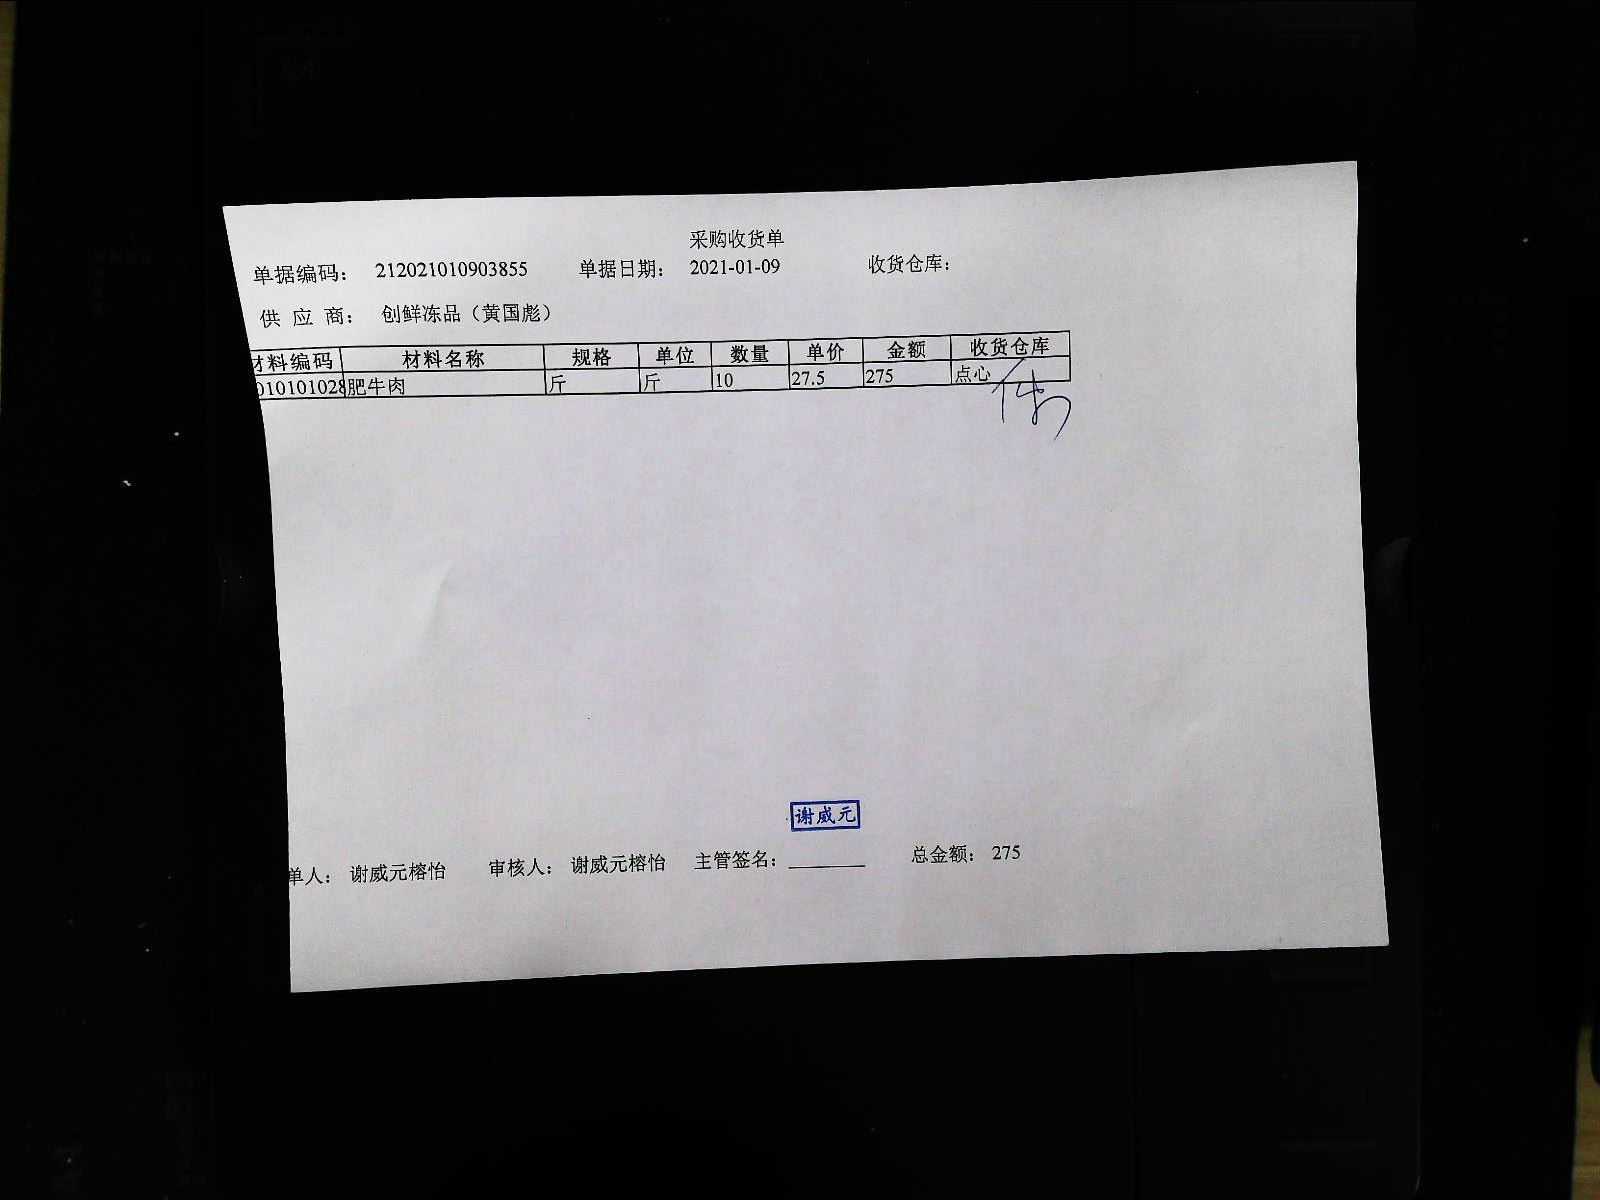 采购收货单
单据编码: 212021010903855 单据日期: 2021-01-09 收货仓库:
供 应 商: 创鲜冻品（黄国彪）
材料编码 材料名称 规格 单位 数量 单价 金额 收货仓库
010101028 肥牛肉 斤 斤 10 27.5 275 点心
谢威元
单人: 谢威元榕怡 审核人: 谢威元榕怡 主管签名: 总金额: 275